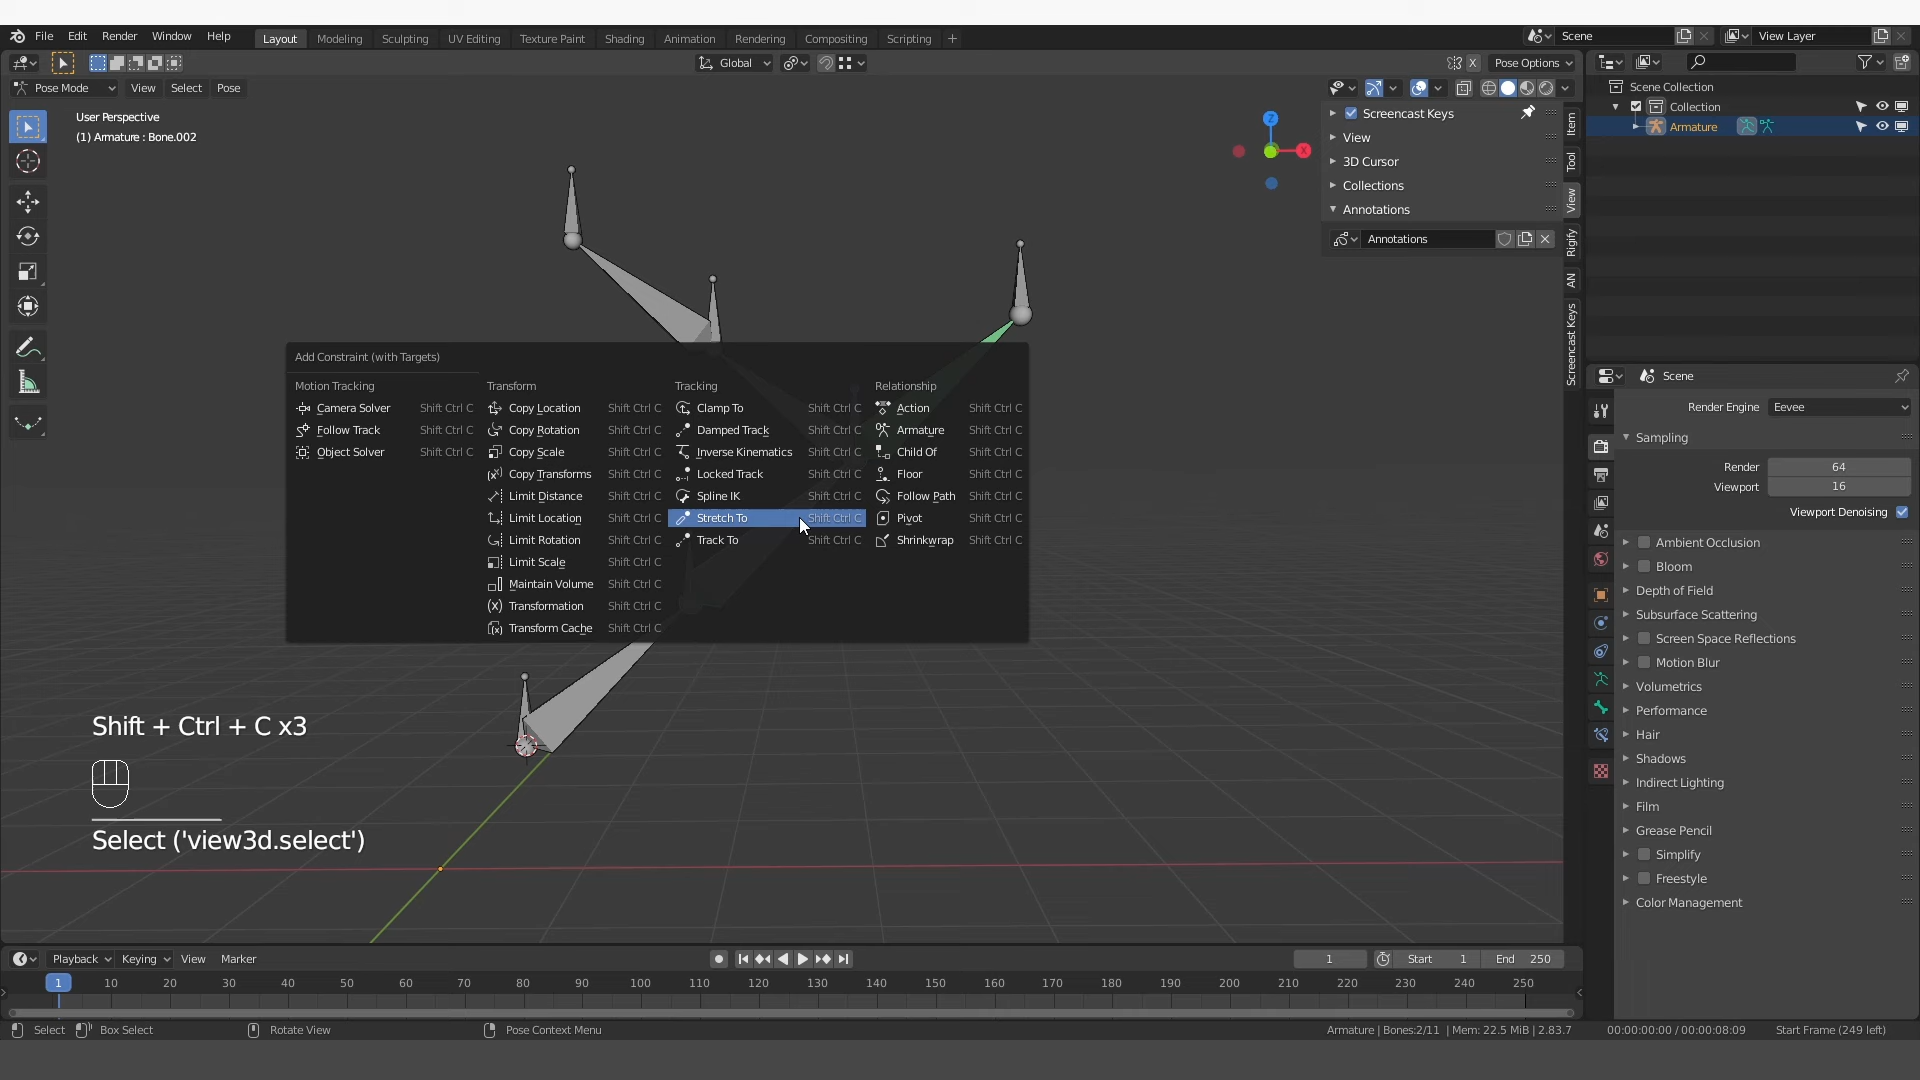 File Edit Render Window Help Layout Modeling Sculpting UV Editing Texture Paint Shading Animation Rendering Compositing Scripting + Scene View Layer
Global Pose Options
Pose Mode View Select Pose
User Perspective
(1) Armature : Bone.002
Z
X
Screencast Keys
View
3D Cursor
Collections
Annotations
Annotations
Item
Tool
View
Rigify
AN
Screencast Keys
Scene Collection
Collection
Armature
Add Constraint (with Targets)
Motion Tracking
Camera Solver Shift Ctrl C
Follow Track Shift Ctrl C
Object Solver Shift Ctrl C
Transform
Copy Location Shift Ctrl C
Copy Rotation Shift Ctrl C
Copy Scale Shift Ctrl C
Copy Transforms Shift Ctrl C
Limit Distance Shift Ctrl C
Limit Location Shift Ctrl C
Limit Rotation Shift Ctrl C
Limit Scale Shift Ctrl C
Maintain Volume Shift Ctrl C
Transformation Shift Ctrl C
Transform Cache Shift Ctrl C
Tracking
Clamp To Shift Ctrl C
Damped Track Shift Ctrl C
Inverse Kinematics Shift Ctrl C
Locked Track Shift Ctrl C
Spline IK Shift Ctrl C
Stretch To Shift Ctrl C
Track To Shift Ctrl C
Relationship
Action Shift Ctrl C
Armature Shift Ctrl C
Child Of Shift Ctrl C
Floor Shift Ctrl C
Follow Path Shift Ctrl C
Pivot Shift Ctrl C
Shrinkwrap Shift Ctrl C
Shift + Ctrl + C x3
Select ('view3d.select')
Scene
Render Engine Eevee
Sampling
Render 64
Viewport 16
Viewport Denoising
Ambient Occlusion
Bloom
Depth of Field
Subsurface Scattering
Screen Space Reflections
Motion Blur
Volumetrics
Performance
Hair
Shadows
Indirect Lighting
Film
Grease Pencil
Simplify
Freestyle
Color Management
Playback Keying View Marker 1 Start 1 End 250
1 10 20 30 40 50 60 70 80 90 100 110 120 130 140 150 160 170 180 190 200 210 220 230 240 250
Select Box Select Rotate View Pose Context Menu Armature | Bones:2/11 | Mem: 22.5 MiB | 2.83.7 00:00:00:00 / 00:00:08:09 Start Frame (249 left)